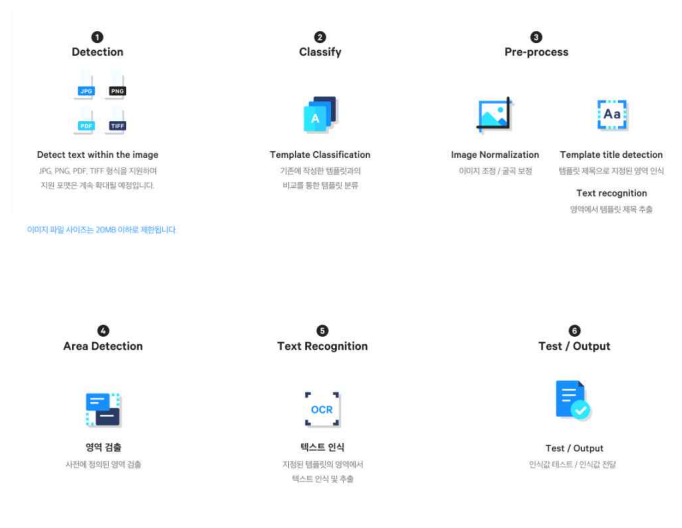 1
Detection
JPG
PNG
PDF
TIFF
Detect text within the image
JPG, PNG, PDF, TIFF 형식을 지원하며
지원 포맷은 계속 확대될 예정입니다.
이미지 파일 사이즈는 20MB 이하로 제한됩니다.
2
Classify
A
Template Classification
기존에 작성한 템플릿과의
비교를 통한 템플릿 분류
3
Pre-process
Image Normalization
이미지 조정 / 굴곡 보정
Aa
Template title detection
템플릿 제목으로 지정된 영역 인식
Text recognition
영역에서 템플릿 제목 추출
4
Area Detection
영역 검출
사전에 정의된 영역 검출
5
Text Recognition
OCR
텍스트 인식
지정된 템플릿의 영역에서
텍스트 인식 및 추출
6
Test / Output
Test / Output
인식값 테스트 / 인식값 전달